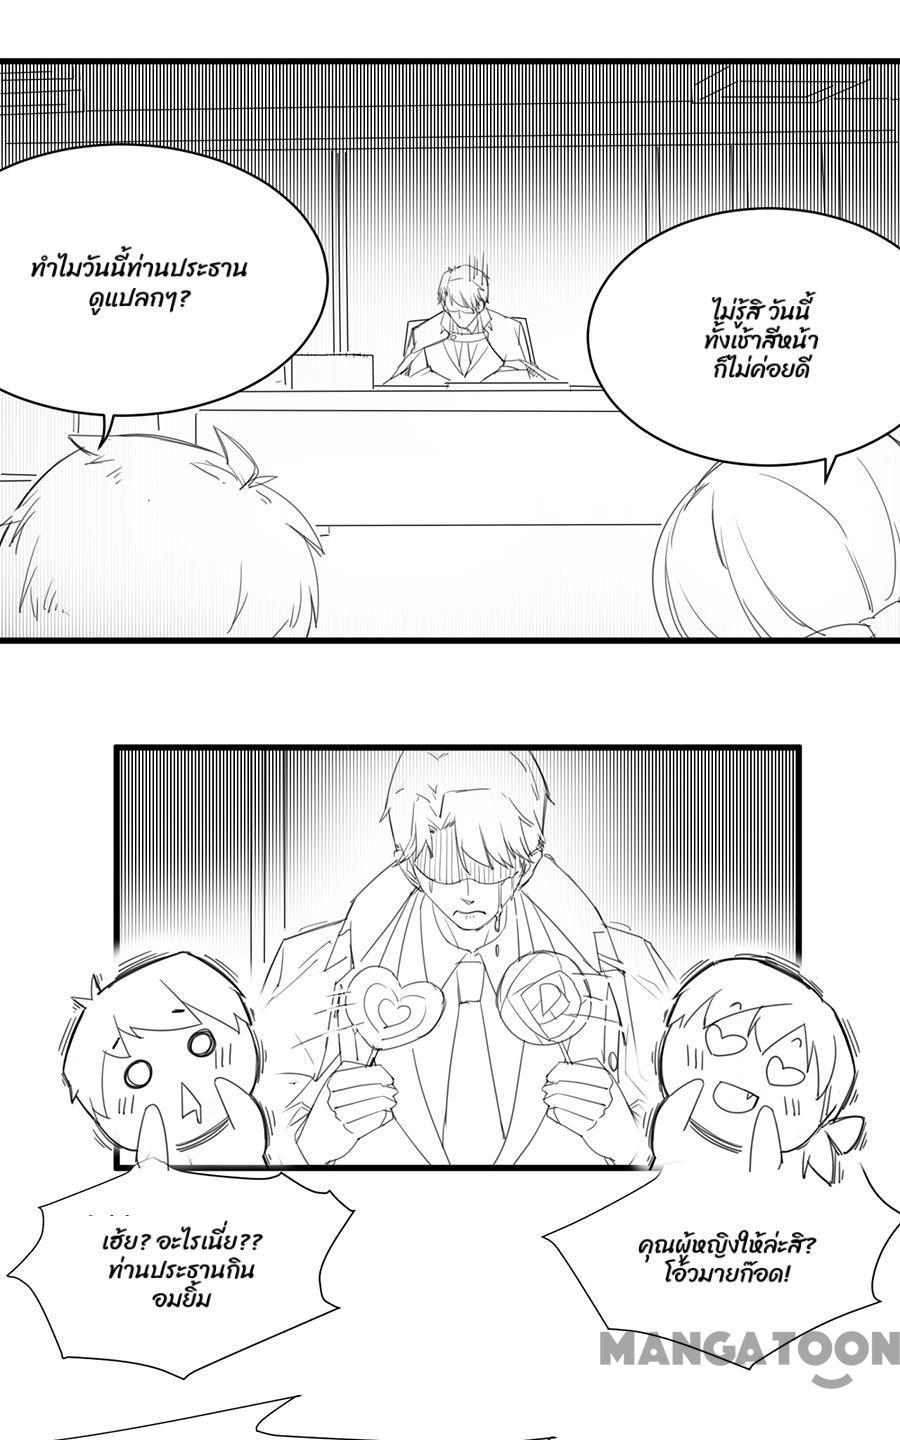 ทำไมวันนี้ท่านประธาน
ดูแปลกๆ?
ไม่รู้สิ วันนี้
ทั้งเช้าสีหน้า
ก็ไม่ค่อยดี
เฮ้ย? อะไรเนี่ย??
ท่านประธานกิน
อมยิ้ม
คุณผู้หญิงให้ล่ะสิ?
โอ้วมายก๊อด!
MANGATOON